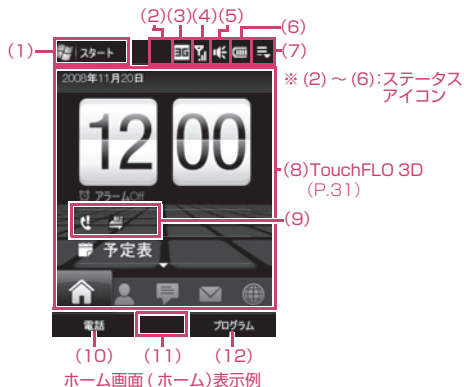 (2)(3)(4)(5)
(6)
(1)
スタート
3G
(7)
2008年11月20日
※(2)～(6):ステータス
アイコン
12 00
(8)TouchFLO 3D
(P.31)
アラームOff
(9)
予定表
電話
プログラム
(10)
(11)
(12)
ホーム画面(ホーム)表示例